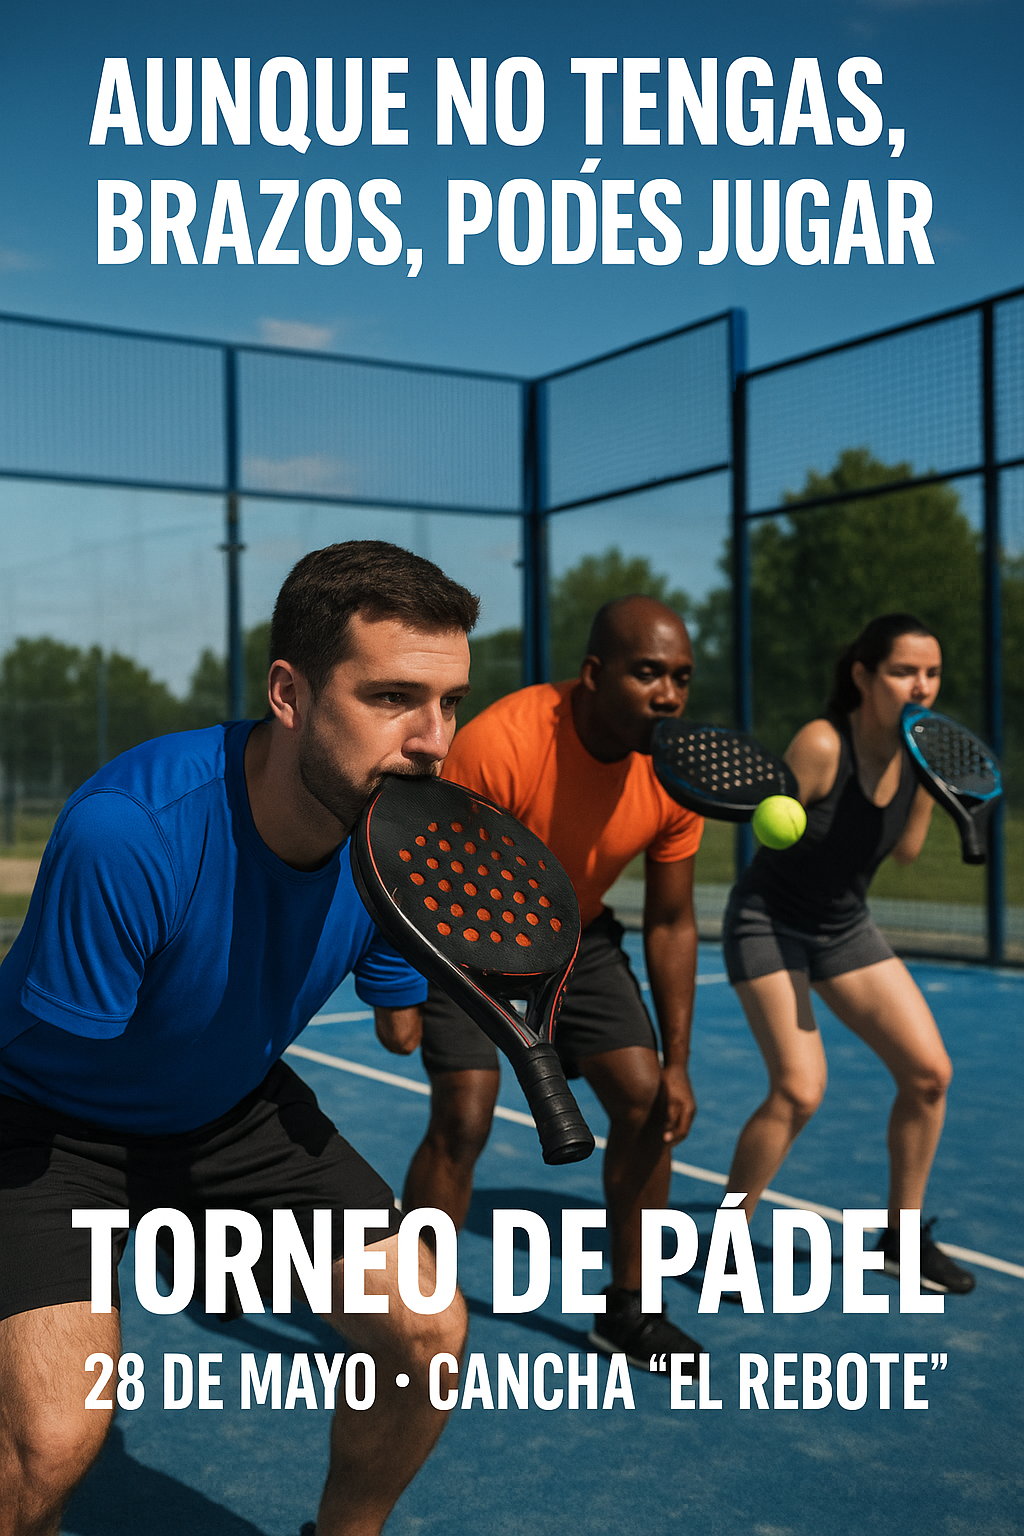 AUNQUE NO TENGAS,
BRAZOS, PODÉS JUGAR
TORNEO DE PÁDEL
28 DE MAYO · CANCHA “EL REBOTE”